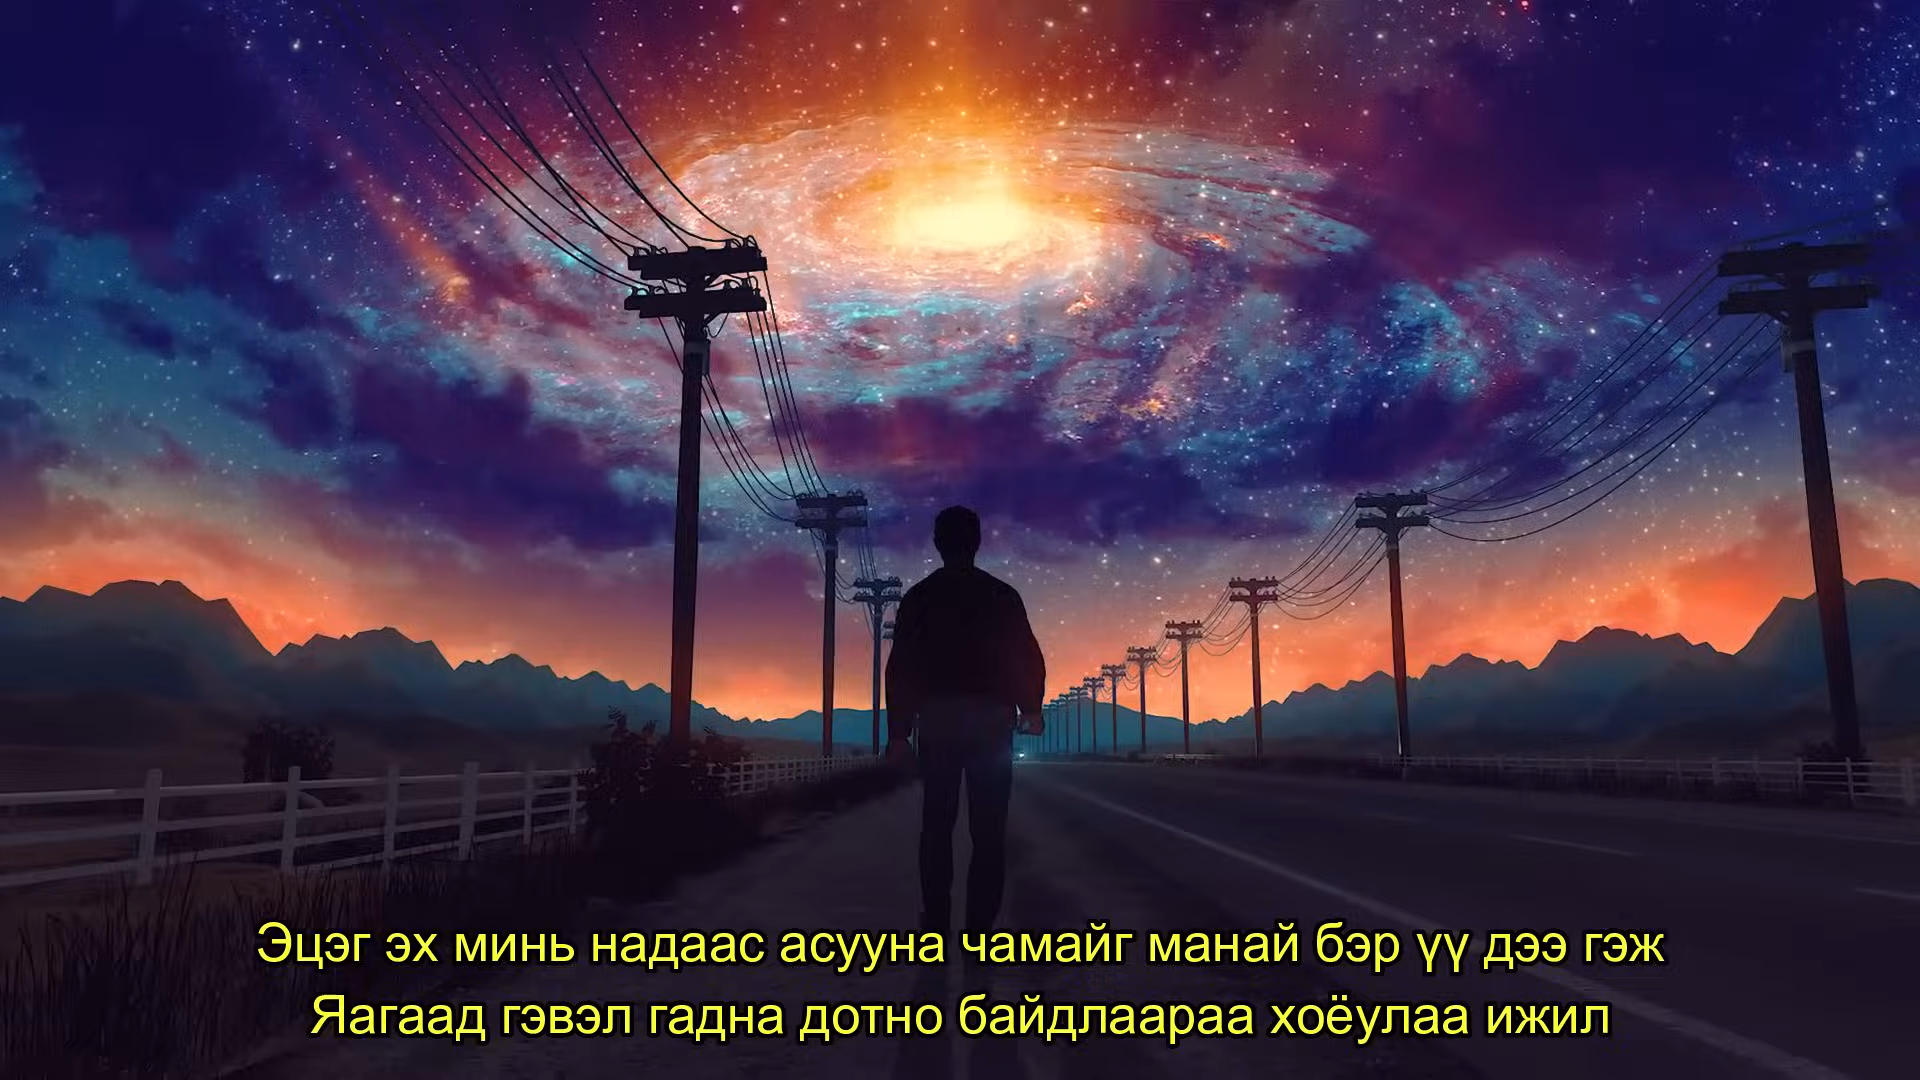 Эцэг эх минь надаас асууна чамайг манай бэр үү дээ гэж
Яагаад гэвэл гадна дотно байдлаараа хоёулаа ижил